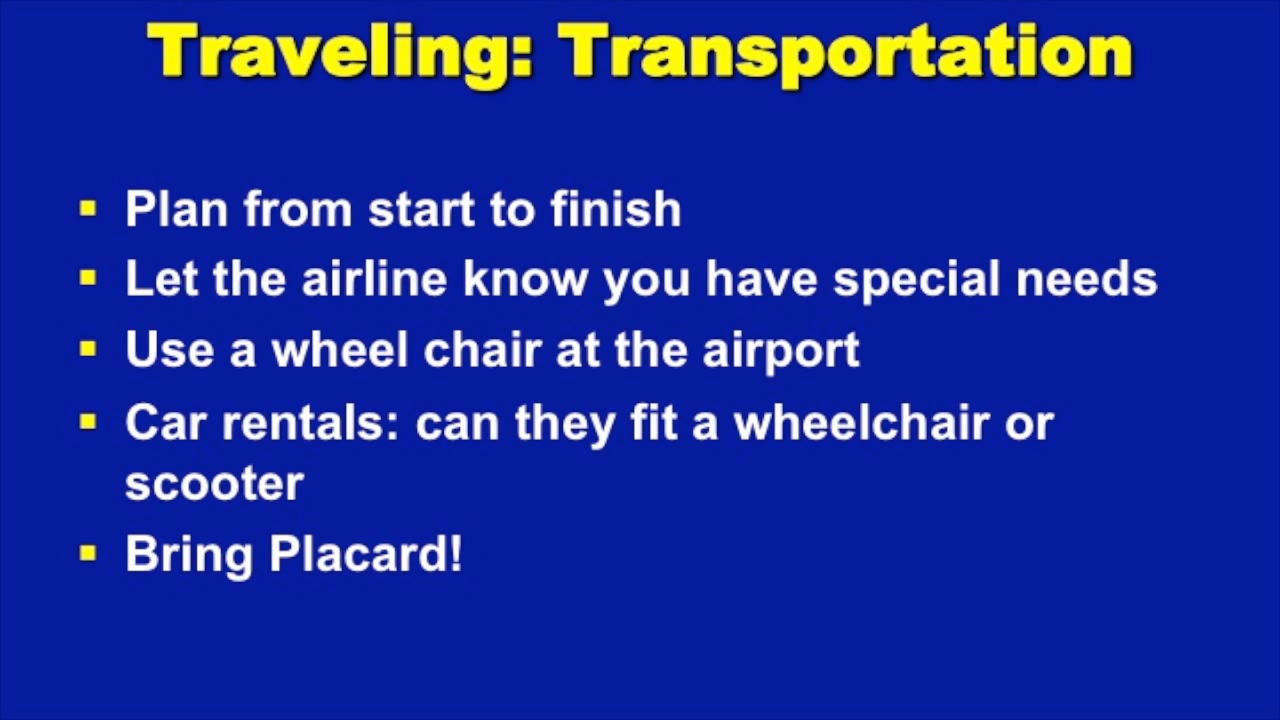 Traveling: Transportation
▪ Plan from start to finish
▪ Let the airline know you have special needs
▪ Use a wheel chair at the airport
▪ Car rentals: can they fit a wheelchair or
scooter
▪ Bring Placard!